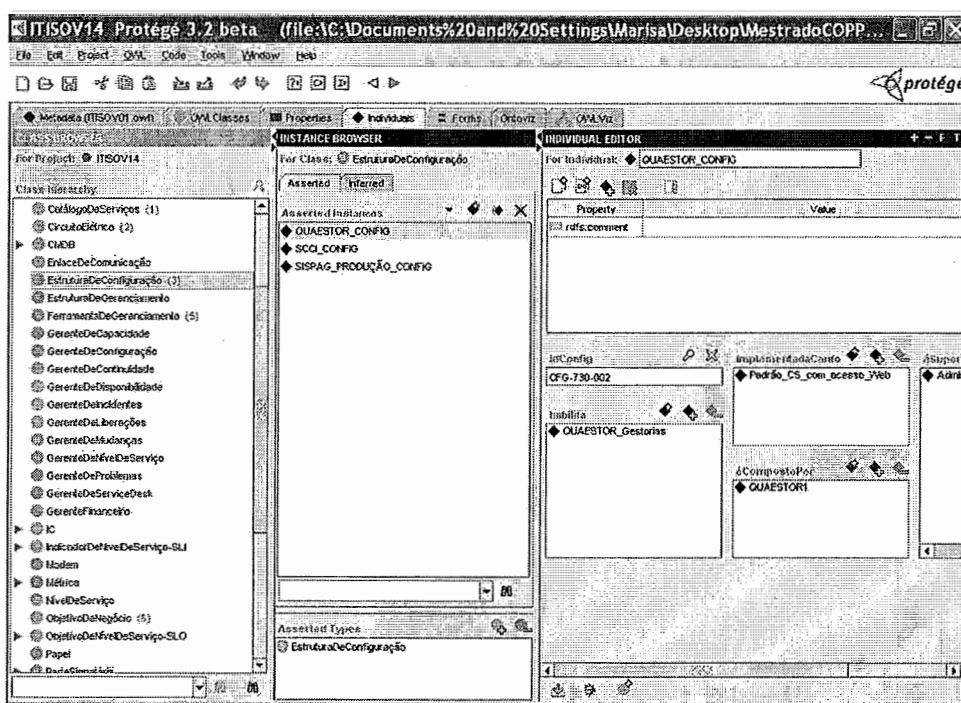 ITISOV14 Protégé 3.2 beta (file:\C:\Documents%20and%20Settings\Marisa\Desktop\MestradoCOPP...
File Edit Project OWL Code Tools Window Help
protégé
Metadata (ITISOV01.owl) OWLClasses Properties Individuals Forms Ontoviz OWLViz
CLASS BROWSER
For Project: ITISOV14
Class Hierarchy
CatálogoDeServiços (1)
CircuitoElétrico (2)
CMDB
EnlaceDeComunicação
EstruturaDeConfiguração (3)
EstruturaDeGerenciamento
FerramentaDeGerenciamento (5)
GerenteDeCapacidade
GerenteDeConfiguração
GerenteDeContinuidade
GerenteDeDisponibilidade
GerenteDeIncidentes
GerenteDeLiberações
GerenteDeMudanças
GerenteDeNívelDeServiço
GerenteDeProblemas
GerenteDeServiceDesk
GerenteFinanceiro
IC
IndicadorDeNívelDeServiço-SLI
Modem
Métrica
NívelDeServiço
ObjetivoDeNegócio (5)
ObjetivoDeNívelDeServiço-SLO
Papel
INSTANCE BROWSER
For Class: EstruturaDeConfiguração
Asserted Inferred
Asserted Instances
QUAESTOR_CONFIG
SCCI_CONFIG
SISPAG_PRODUÇÃO_CONFIG
Asserted Types
EstruturaDeConfiguração
INDIVIDUAL EDITOR + - F T
For Individual: QUAESTOR_CONFIG
Property Value
rdfs:comment
IdConfig
CFG-730-002
habilita
QUAESTOR_Gestorias
implementadaConfo
Padrão_CS_com_acesso_Web
éCompostoPor
QUAESTOR1
éSupor
Admi